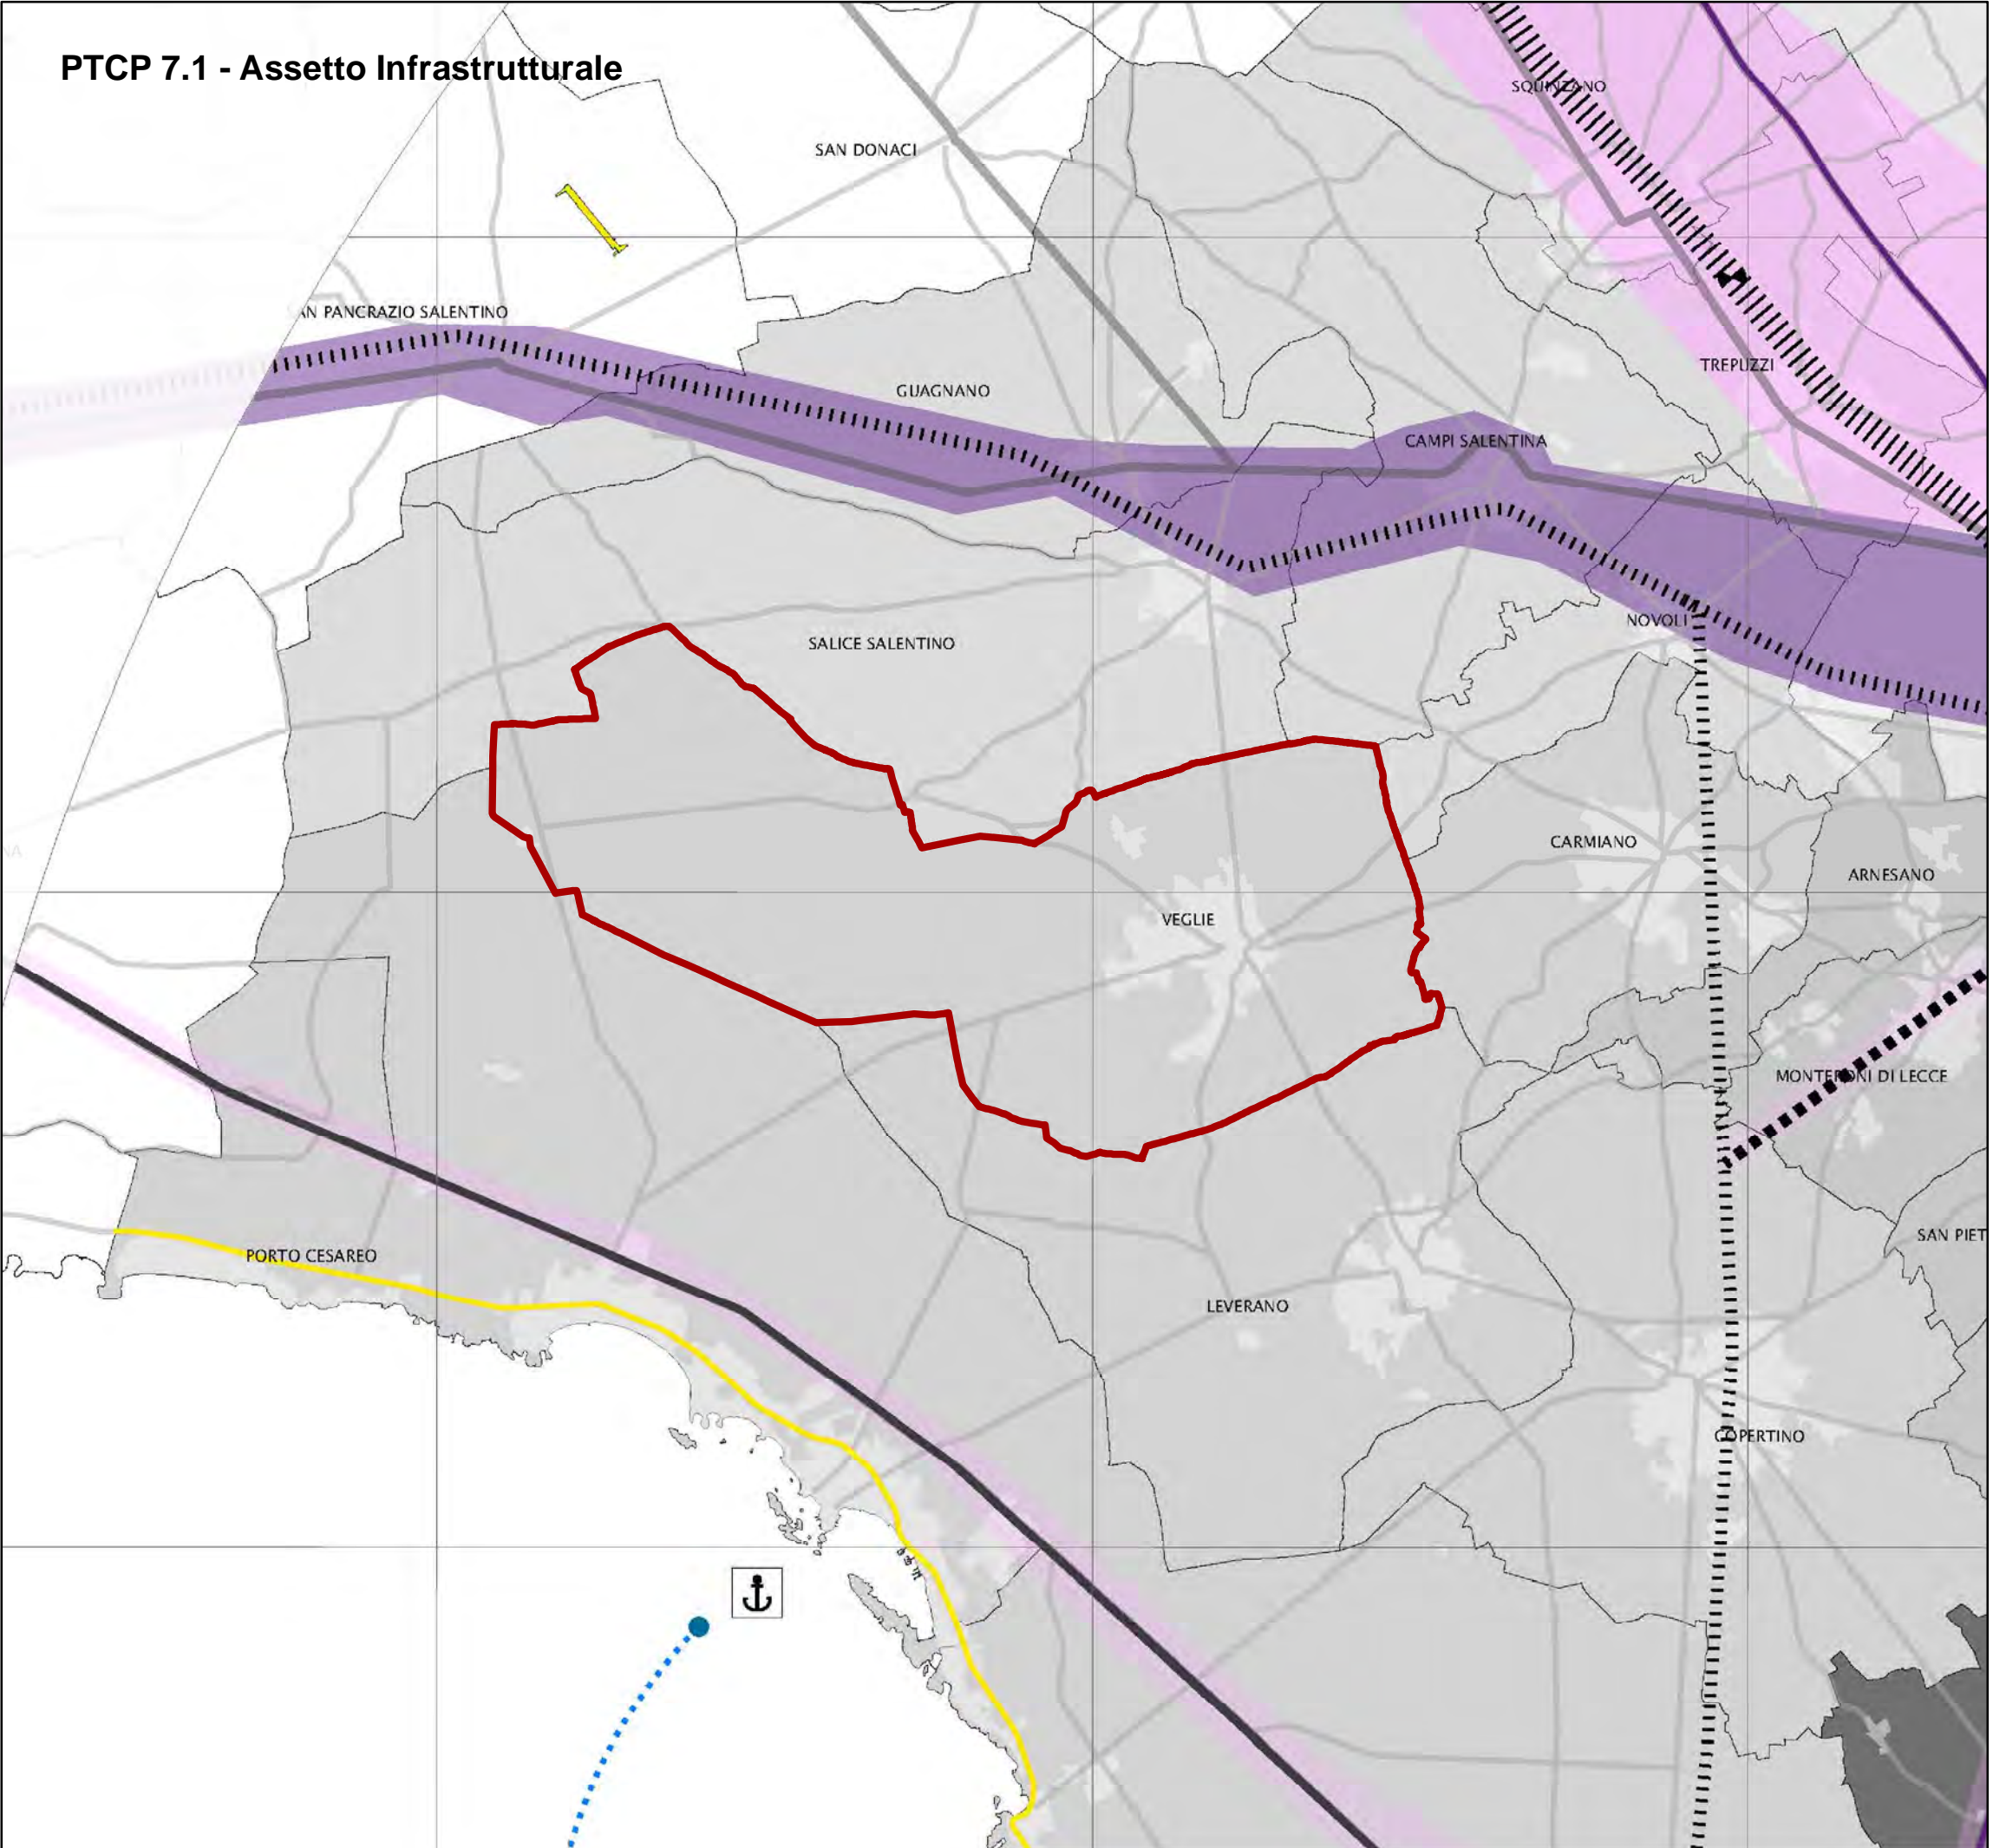 PTCP 7.1 - Assetto Infrastrutturale
SQUINZANO
SAN DONACI
AN PANCRAZIO SALENTINO
TREPUZZI
GUAGNANO
CAMPI SALENTINA
NOVOLI
SALICE SALENTINO
CARMIANO
NA
ARNESANO
VEGLIE
MONTERONI DI LECCE
SAN PIET
PORTO CESAREO
LEVERANO
COPERTINO